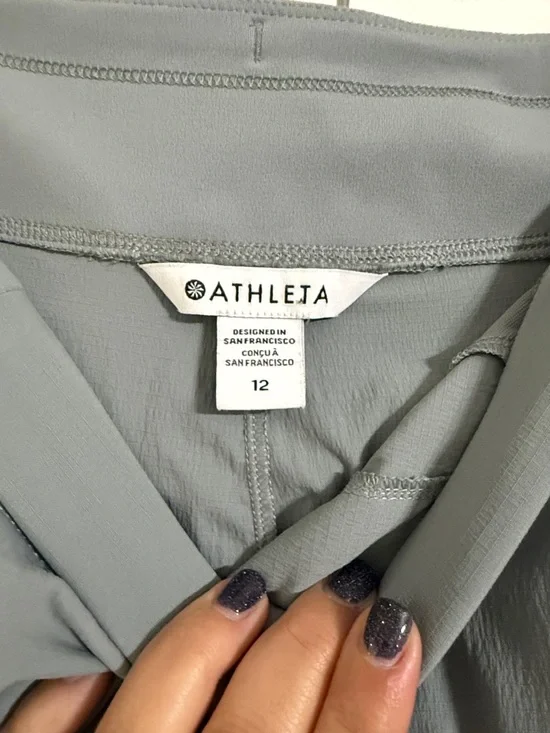 ATHLETA
DESIGNED IN
SAN FRANCISCO
CONÇU À
SAN FRANCISCO
12